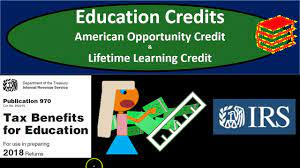 Education Credits
American Opportunity Credit
&
Lifetime Learning Credit
Department of the Treasury
Internal Revenue Service
Publication 970
Tax Benefits
for Education
For use in preparing
2018 Returns
IRS